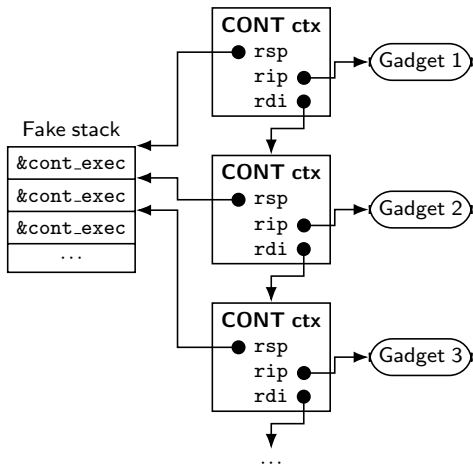 CONT ctx
rsp
rip
rdi
Gadget 1
Fake stack
&cont_exec
&cont_exec
&cont_exec
...
CONT ctx
rsp
rip
rdi
Gadget 2
CONT ctx
rsp
rip
rdi
Gadget 3
...